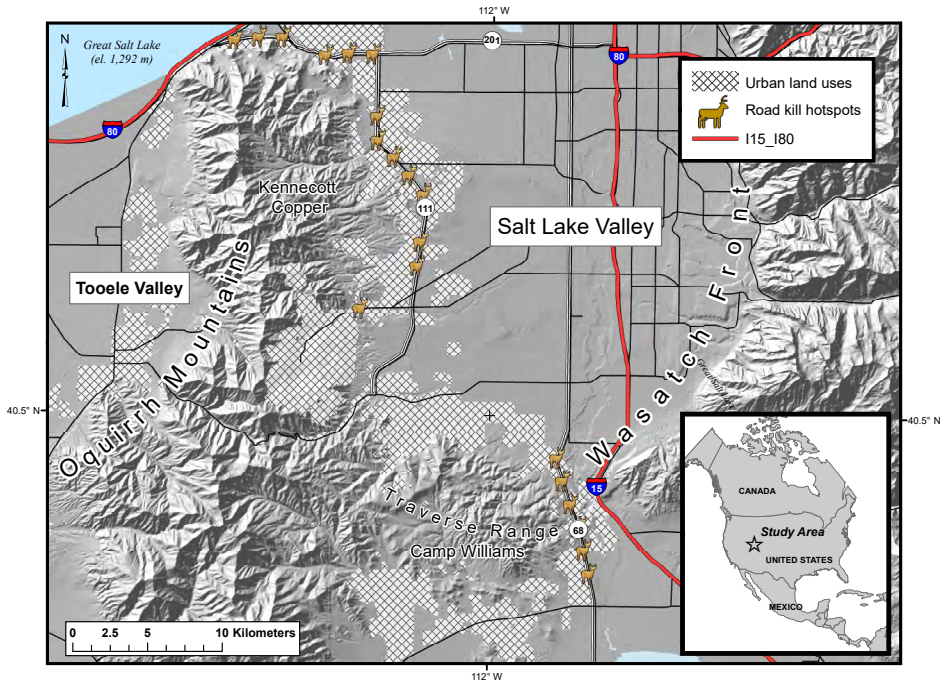 112° W
N
Great Salt Lake
(el. 1,292 m)
201
80
80
Urban land uses
Road kill hotspots
I15_I80
Kennecott
Copper
111
Salt Lake Valley
Tooele Valley
Oquirrh Mountains
Wasatch Front
Great Salt
40.5° N
40.5° N
15
Traverse Range
68
Camp Williams
CANADA
Study Area
UNITED STATES
MEXICO
0 2.5 5 10 Kilometers
112° W